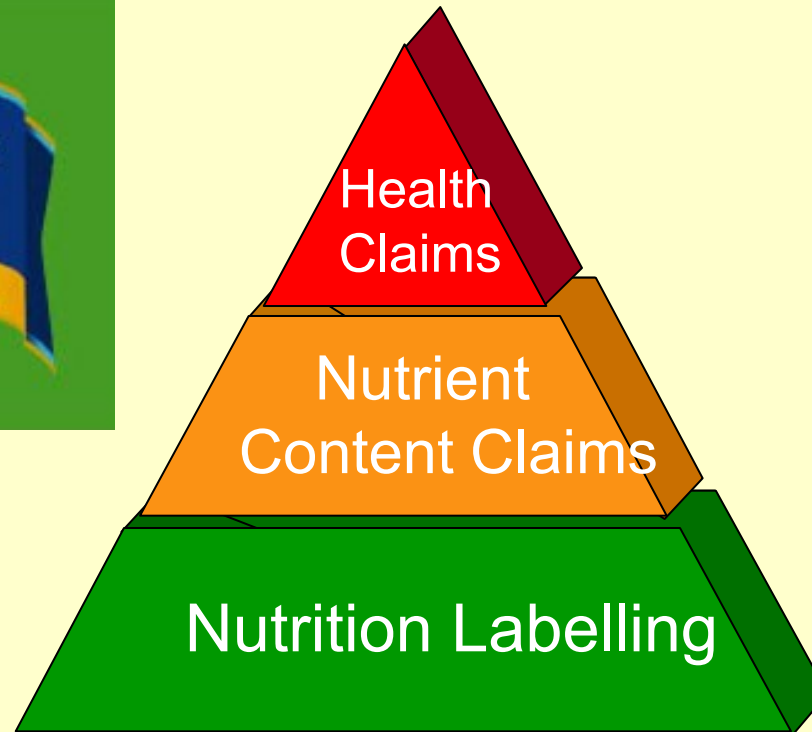 Health
Claims
Nutrient
Content Claims
Nutrition Labelling